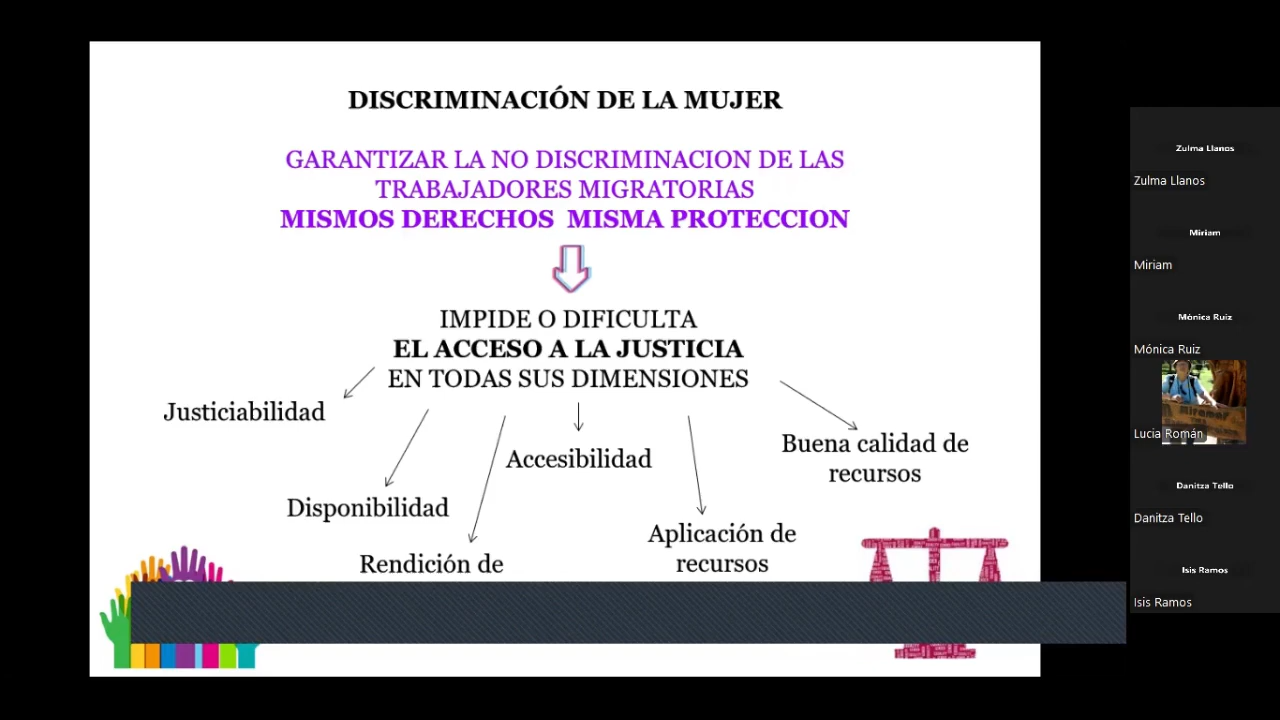 DISCRIMINACIÓN DE LA MUJER
GARANTIZAR LA NO DISCRIMINACION DE LAS
TRABAJADORES MIGRATORIAS
MISMOS DERECHOS MISMA PROTECCION
IMPIDE O DIFICULTA
EL ACCESO A LA JUSTICIA
EN TODAS SUS DIMENSIONES
Justiciabilidad
Disponibilidad
Rendición de
Accesibilidad
Aplicación de
recursos
Buena calidad de
recursos
Zulma Llanos
Zulma Llanos
Miriam
Miriam
Mónica Ruiz
Mónica Ruiz
Miramar
Lucia Román
Danitza Tello
Danitza Tello
Isis Ramos
Isis Ramos